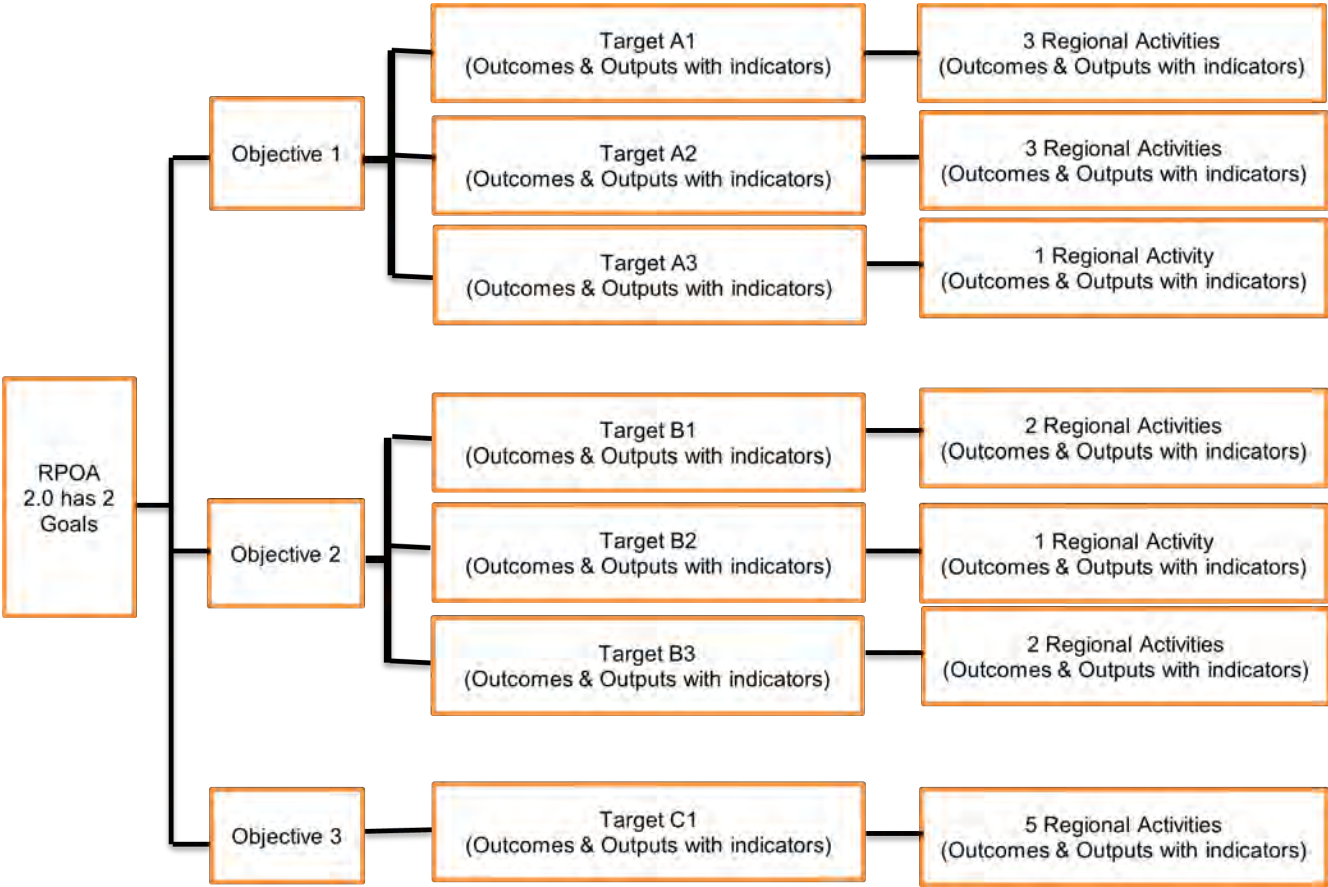 RPOA
2.0 has 2
Goals
Objective 1
Target A1
(Outcomes & Outputs with indicators)
3 Regional Activities
(Outcomes & Outputs with indicators)
Target A2
(Outcomes & Outputs with indicators)
3 Regional Activities
(Outcomes & Outputs with indicators)
Target A3
(Outcomes & Outputs with indicators)
1 Regional Activity
(Outcomes & Outputs with indicators)
Objective 2
Target B1
(Outcomes & Outputs with indicators)
2 Regional Activities
(Outcomes & Outputs with indicators)
Target B2
(Outcomes & Outputs with indicators)
1 Regional Activity
(Outcomes & Outputs with indicators)
Target B3
(Outcomes & Outputs with indicators)
2 Regional Activities
(Outcomes & Outputs with indicators)
Objective 3
Target C1
(Outcomes & Outputs with indicators)
5 Regional Activities
(Outcomes & Outputs with indicators)